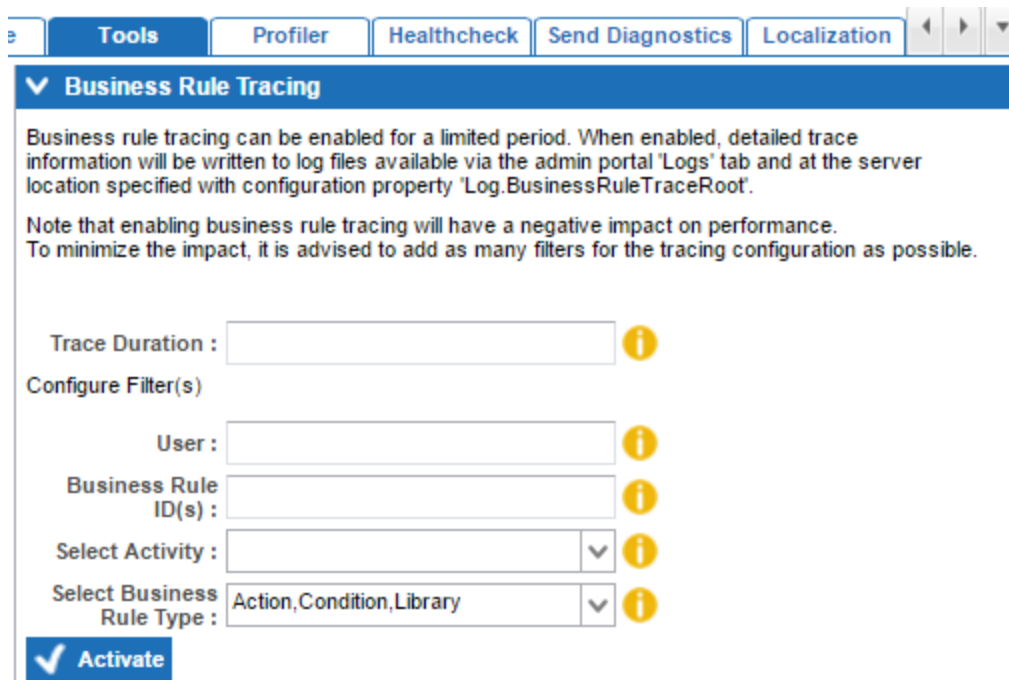 e
Tools
Profiler
Healthcheck
Send Diagnostics
Localization
Business Rule Tracing
Business rule tracing can be enabled for a limited period. When enabled, detailed trace
information will be written to log files available via the admin portal 'Logs' tab and at the server
location specified with configuration property 'Log.BusinessRuleTraceRoot'.
Note that enabling business rule tracing will have a negative impact on performance.
To minimize the impact, it is advised to add as many filters for the tracing configuration as possible.
Trace Duration :
Configure Filter(s)
User :
Business Rule
ID(s) :
Select Activity :
Select Business
Rule Type :
Action,Condition,Library
Activate